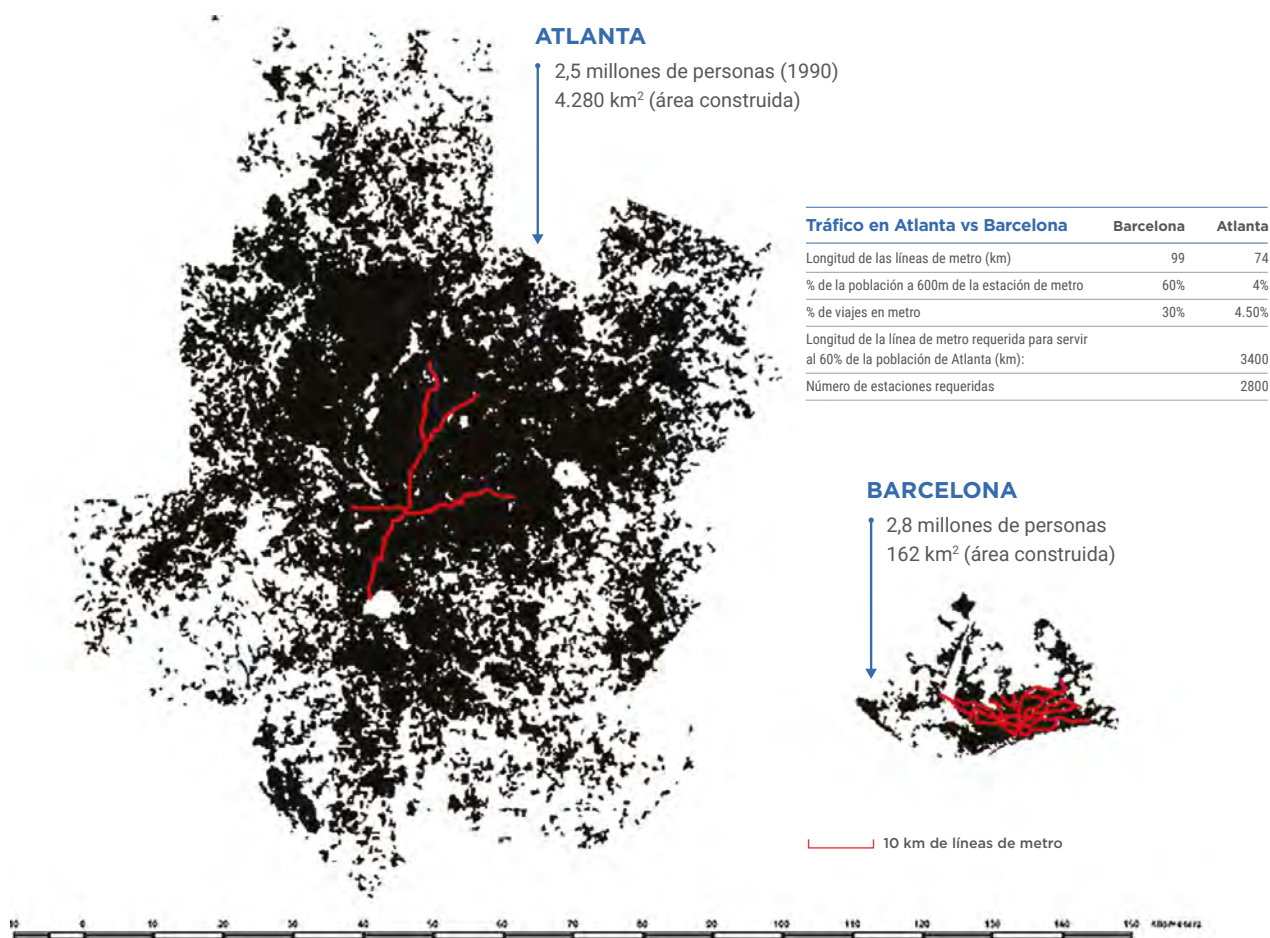 ATLANTA
2,5 millones de personas (1990)
4.280 km² (área construida)
Tráfico en Atlanta vs Barcelona Barcelona Atlanta
Longitud de las líneas de metro (km) 99 74
% de la población a 600m de la estación de metro 60% 4%
% de viajes en metro 30% 4.50%
Longitud de la línea de metro requerida para servir
al 60% de la población de Atlanta (km): 3400
Número de estaciones requeridas 2800
BARCELONA
2,8 millones de personas
162 km² (área construida)
10 km de líneas de metro
0 10 20 30 40 50 60 70 80 90 100 110 120 130 140 150